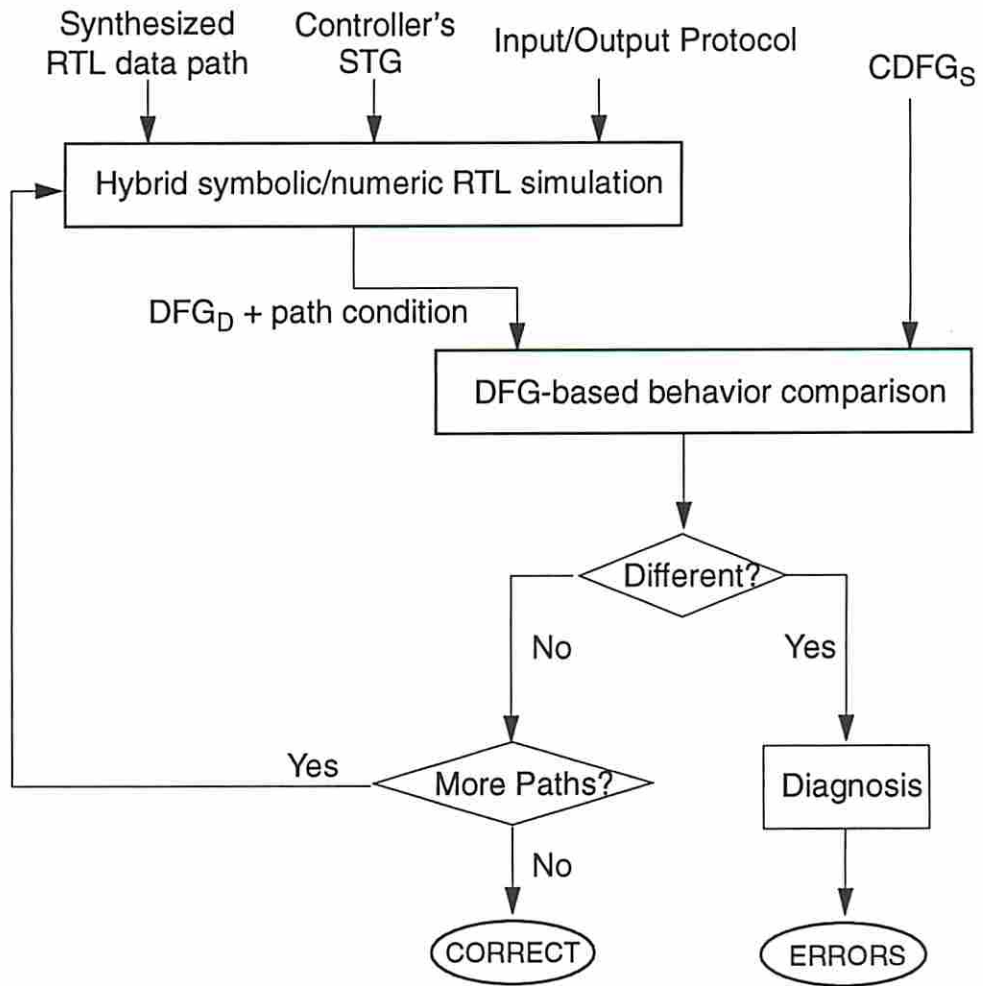 Synthesized
RTL data path
Controller's
STG
Input/Output Protocol
CDFGS
Hybrid symbolic/numeric RTL simulation
DFGD + path condition
DFG-based behavior comparison
Different?
No
Yes
Yes
More Paths?
Diagnosis
No
CORRECT
ERRORS